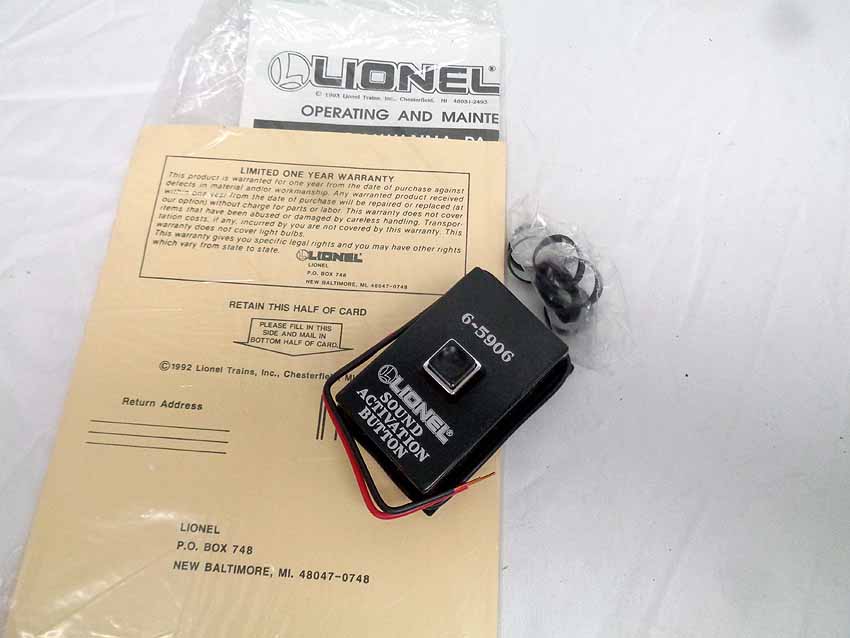 LIONEL®
© 1993 Lionel Trains, Inc., Chesterfield, MI 48051-2493
OPERATING AND MAINTE
LIMITED ONE YEAR WARRANTY
This product is warranted for one year from the date of purchase against
defects in material and/or workmanship. Any warranted product received
within one year from the date of purchase will be repaired or replaced (at
our option) without charge for parts or labor. This warranty does not cover
items that have been abused or damaged by careless handling. Transpor-
tation costs, if any, incurred by you are not covered by this warranty. This
warranty does not cover light bulbs.
This warranty gives you specific legal rights and you may have other rights
which vary from state to state.
LIONEL
LIONEL
P.O. BOX 748
NEW BALTIMORE, MI. 48047-0748
RETAIN THIS HALF OF CARD
PLEASE FILL IN THIS
SIDE AND MAIL IN
BOTTOM HALF OF CARD.
©1992 Lionel Trains, Inc., Chesterfield, MI
Return Address
LIONEL
P.O. BOX 748
NEW BALTIMORE, MI. 48047-0748
6-5906
LIONEL®
SOUND
ACTIVATION
BUTTON